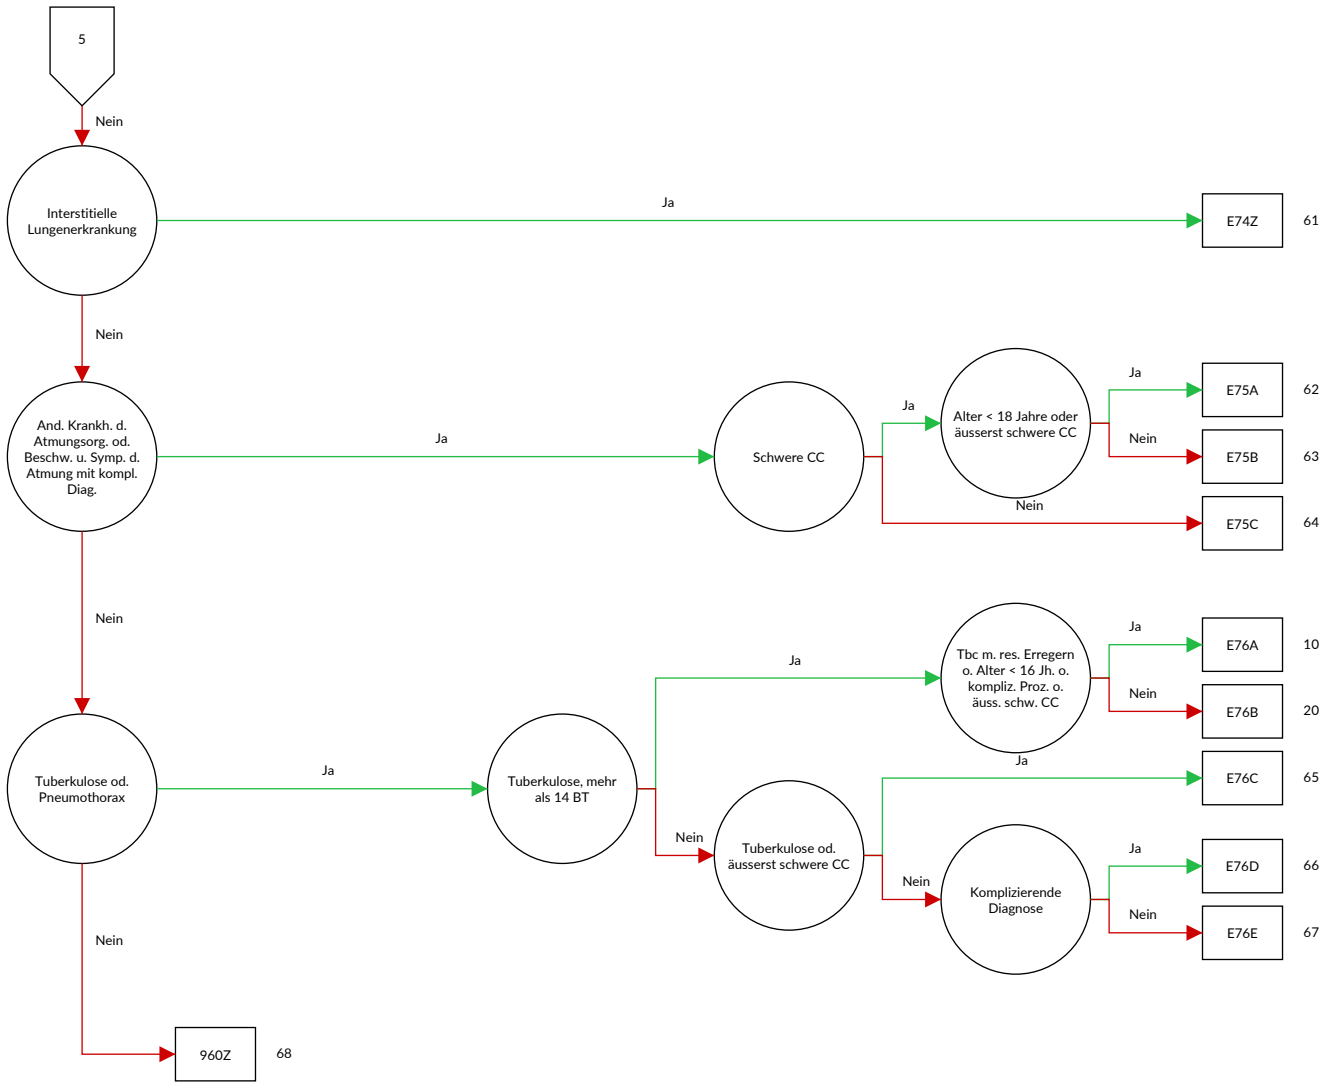 5
Nein
Interstitielle
Lungenerkrankung
Ja
E74Z
61
Nein
And. Krankh. d.
Atmungsorg. od.
Beschw. u. Symp. d.
Atmung mit kompl.
Diag.
Ja
Schwere CC
Ja
Alter < 18 Jahre oder
äusserst schwere CC
Ja
E75A
62
Nein
E75B
63
Nein
E75C
64
Nein
Tuberkulose od.
Pneumothorax
Ja
Tuberkulose, mehr
als 14 BT
Ja
Tbc m. res. Erregern
o. Alter < 16 Jh. o.
kompliz. Proz. o.
äuss. schw. CC
Ja
E76A
10
Nein
E76B
20
Nein
Tuberkulose od.
äusserst schwere CC
Ja
E76C
65
Nein
Komplizierende
Diagnose
Ja
E76D
66
Nein
E76E
67
Nein
960Z
68